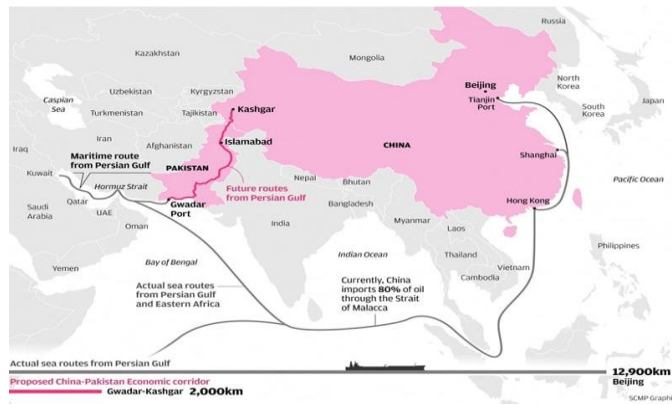 Russia
Kazakhstan
Mongolia
Uzbekistan
Kyrgyzstan
Caspian
Sea
Turkmenistan
Tajikistan
Kashgar
Beijing
Tianjin
Port
North
Korea
South
Korea
Japan
Iraq
Iran
Afghanistan
Islamabad
CHINA
Maritime route
from Persian Gulf
PAKISTAN
Shanghai
Kuwait
Hormuz Strait
Future routes
from Persian Gulf
Nepal
Bhutan
Pacific Ocean
Qatar
UAE
Gwadar
Port
Bangladesh
Hong Kong
Saudi
Arabia
Oman
India
Myanmar
Laos
Philippines
Yemen
Bay of Bengal
Indian Ocean
Thailand
Vietnam
Cambodia
Actual sea routes
from Persian Gulf
and Eastern Africa
Currently, China
imports 80% of oil
through the Strait
of Malacca
Actual sea routes from Persian Gulf
12,900km
Beijing
Proposed China-Pakistan Economic corridor
Gwadar-Kashgar 2,000km
SCMP Graphi